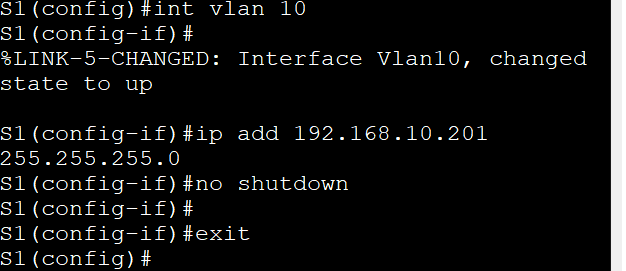 S1(config)#int vlan 10
S1(config-if)#
%LINK-5-CHANGED: Interface Vlan10, changed
state to up
S1(config-if)#ip add 192.168.10.201
255.255.255.0
S1(config-if)#no shutdown
S1(config-if)#
S1(config-if)#exit
S1(config)#